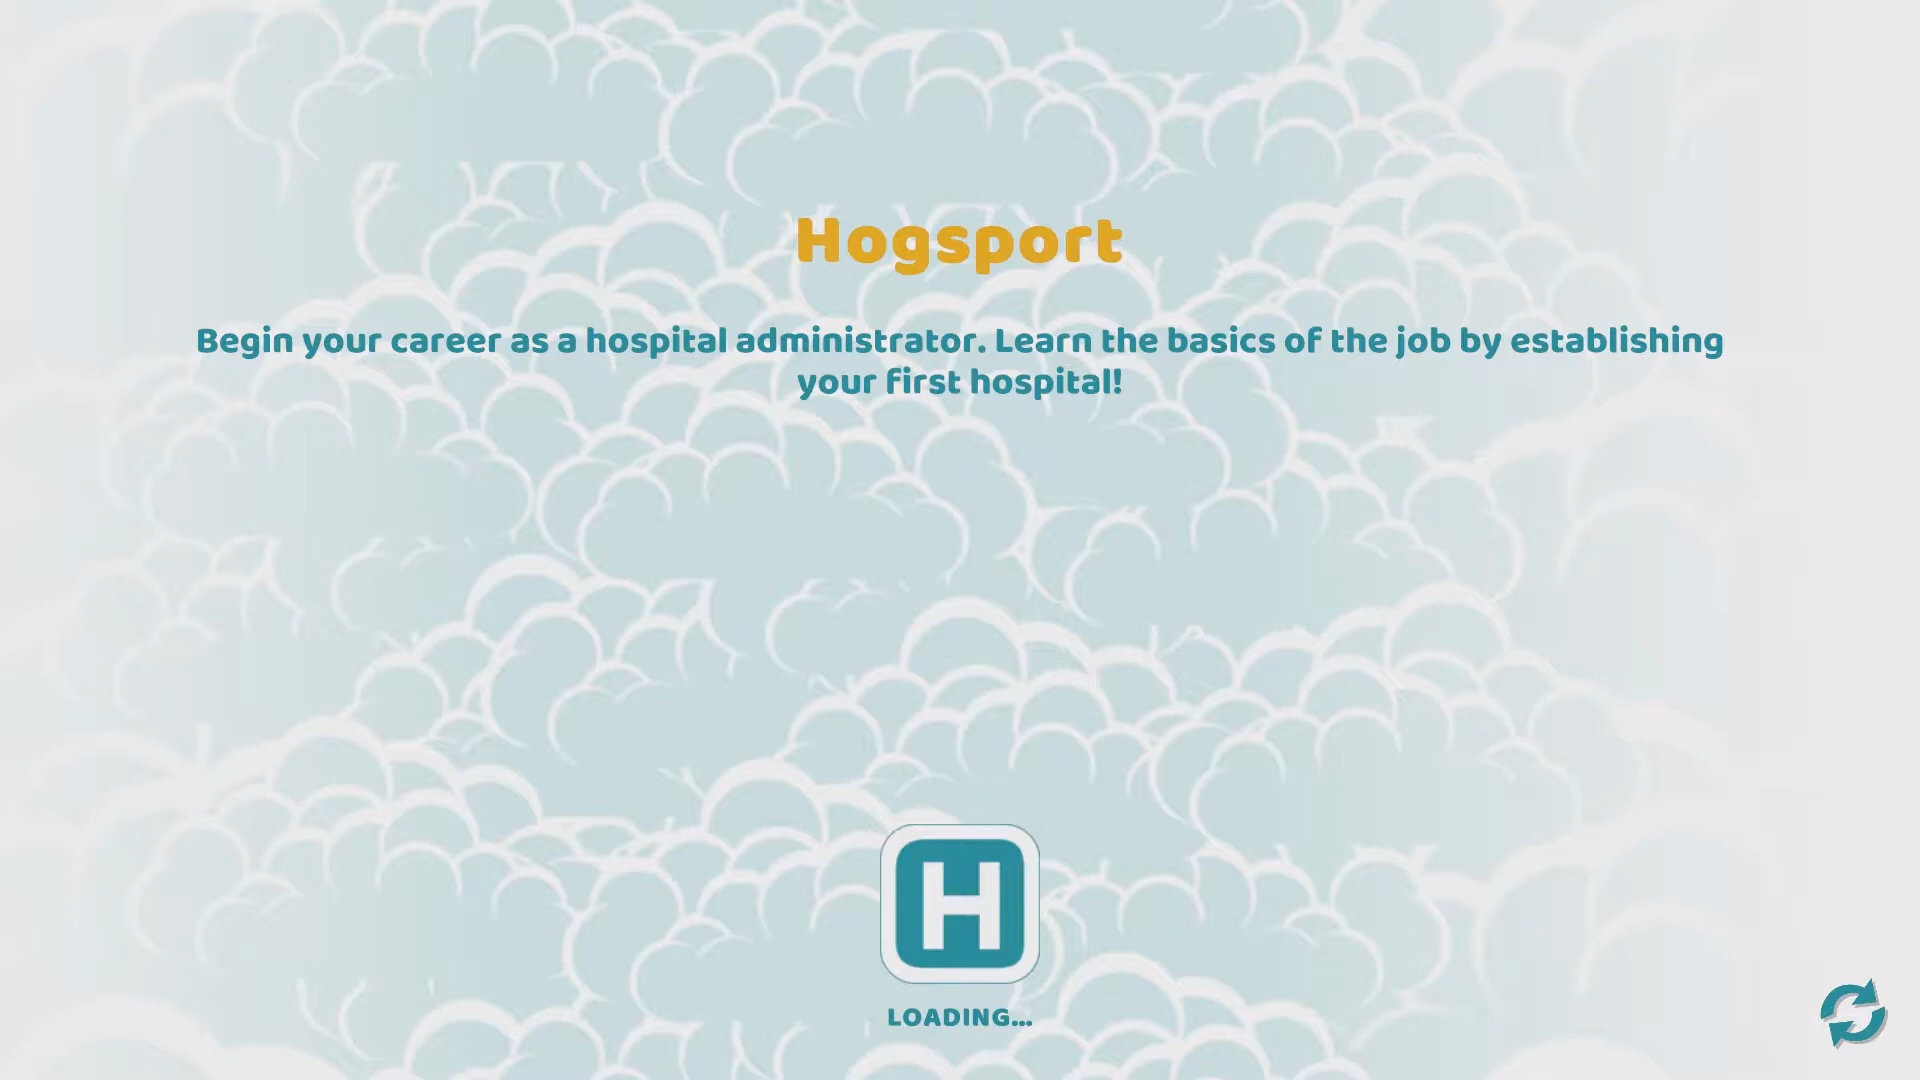 Hogsport
Begin your career as a hospital administrator. Learn the basics of the job by establishing
your first hospital!
H
LOADING...